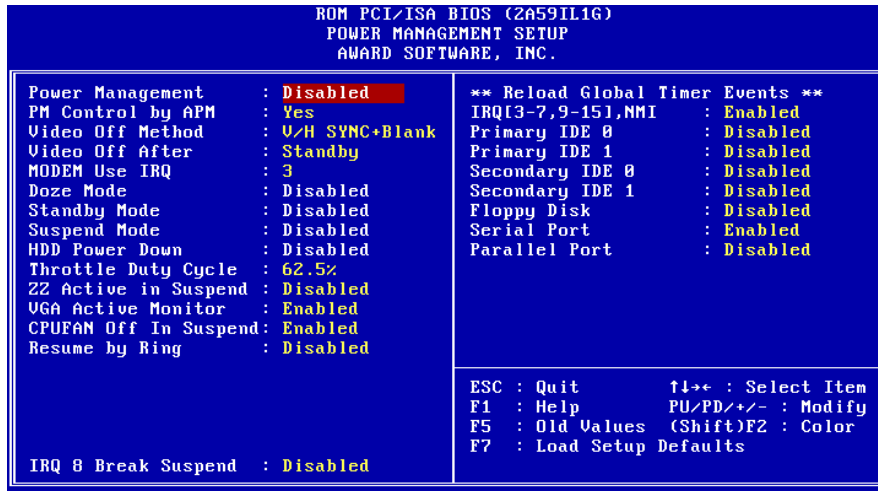 ROM PCI/ISA BIOS (2A59IL1G)
POWER MANAGEMENT SETUP
AWARD SOFTWARE, INC.
Power Management : Disabled
PM Control by APM : Yes
Video Off Method : V/H SYNC+Blank
Video Off After : Standby
MODEM Use IRQ : 3
Doze Mode : Disabled
Standby Mode : Disabled
Suspend Mode : Disabled
HDD Power Down : Disabled
Throttle Duty Cycle : 62.5%
ZZ Active in Suspend : Disabled
VGA Active Monitor : Enabled
CPUFAN Off In Suspend: Enabled
Resume by Ring : Disabled
IRQ 8 Break Suspend : Disabled
** Reload Global Timer Events **
IRQ[3-7,9-15],NMI : Enabled
Primary IDE 0 : Disabled
Primary IDE 1 : Disabled
Secondary IDE 0 : Disabled
Secondary IDE 1 : Disabled
Floppy Disk : Disabled
Serial Port : Enabled
Parallel Port : Disabled
ESC : Quit ↑↓→← : Select Item
F1 : Help PU/PD/+/- : Modify
F5 : Old Values (Shift)F2 : Color
F7 : Load Setup Defaults